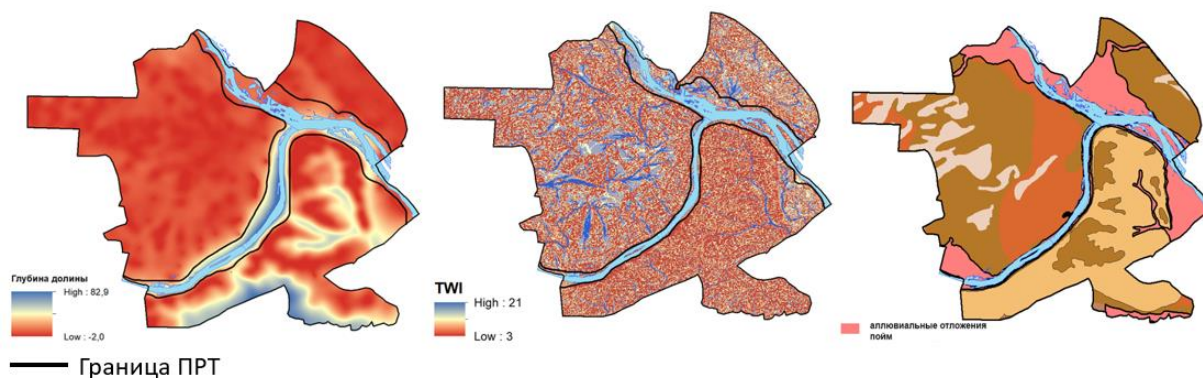 Глубина долины
High : 82,9
Low : -2,0
TWI
High : 21
Low : 3
аллювиальные отложения
пойм
Граница ПРТ